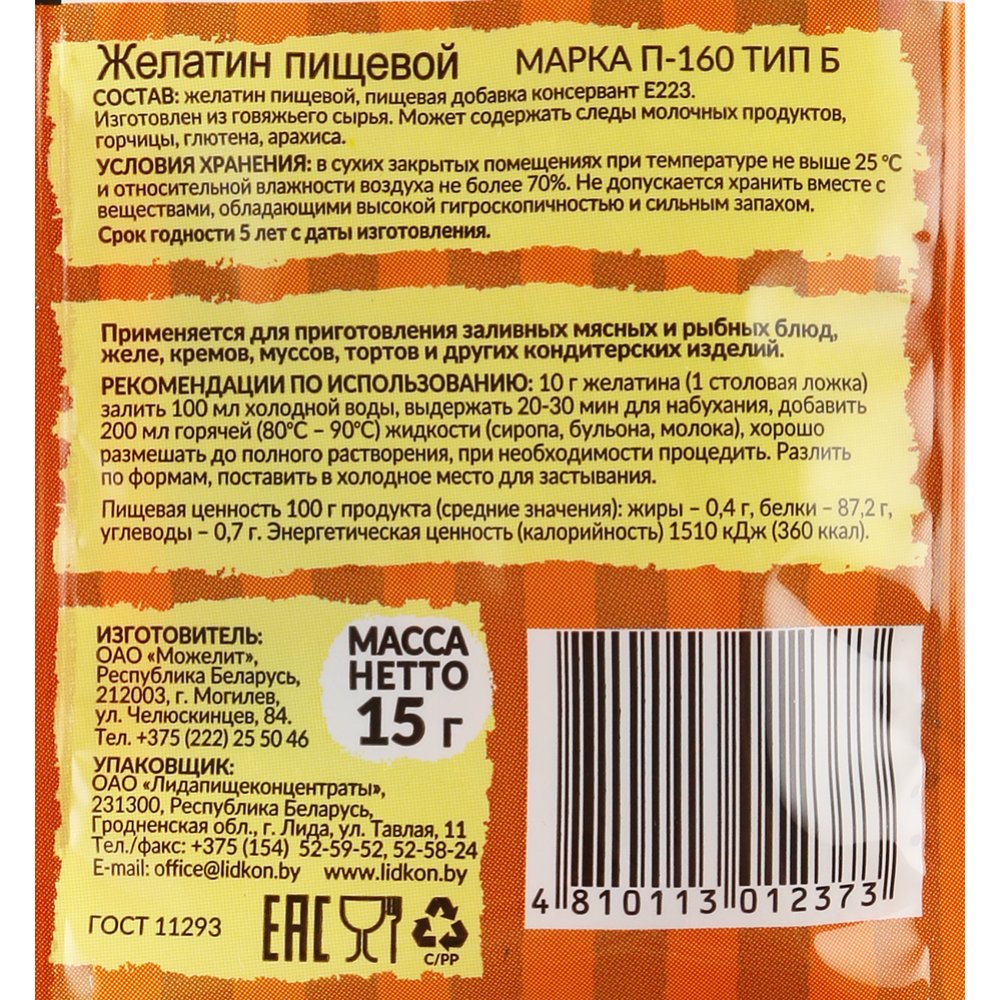 Желатин пищевой МАРКА П-160 ТИП Б
СОСТАВ: желатин пищевой, пищевая добавка консервант Е223.
Изготовлен из говяжьего сырья. Может содержать следы молочных продуктов,
горчицы, глютена, арахиса.
УСЛОВИЯ ХРАНЕНИЯ: в сухих закрытых помещениях при температуре не выше 25 °С
и относительной влажности воздуха не более 70%. Не допускается хранить вместе с
веществами, обладающими высокой гигроскопичностью и сильным запахом.
Срок годности 5 лет с даты изготовления.
Применяется для приготовления заливных мясных и рыбных блюд,
желе, кремов, муссов, тортов и других кондитерских изделий.
РЕКОМЕНДАЦИИ ПО ИСПОЛЬЗОВАНИЮ: 10 г желатина (1 столовая ложка)
залить 100 мл холодной воды, выдержать 20-30 мин для набухания, добавить
200 мл горячей (80°С – 90°С) жидкости (сиропа, бульона, молока), хорошо
размешать до полного растворения, при необходимости процедить. Разлить
по формам, поставить в холодное место для застывания.
Пищевая ценность 100 г продукта (средние значения): жиры – 0,4 г, белки – 87,2 г,
углеводы – 0,7 г. Энергетическая ценность (калорийность) 1510 кДж (360 ккал).
ИЗГОТОВИТЕЛЬ:
ОАО «Можелит»,
Республика Беларусь,
212003, г. Могилев,
ул. Челюскинцев, 84.
Тел. +375 (222) 25 50 46
МАССА
НЕТТО
15 г
УПАКОВЩИК:
ОАО «Лидапищеконцентраты»,
231300, Республика Беларусь,
Гродненская обл., г. Лида, ул. Тавлая, 11
Тел./факс: +375 (154) 52-59-52, 52-58-24
E-mail: office@lidkon.by www.lidkon.by
ГОСТ 11293
ЕАС
C/PP
4 810113 012373